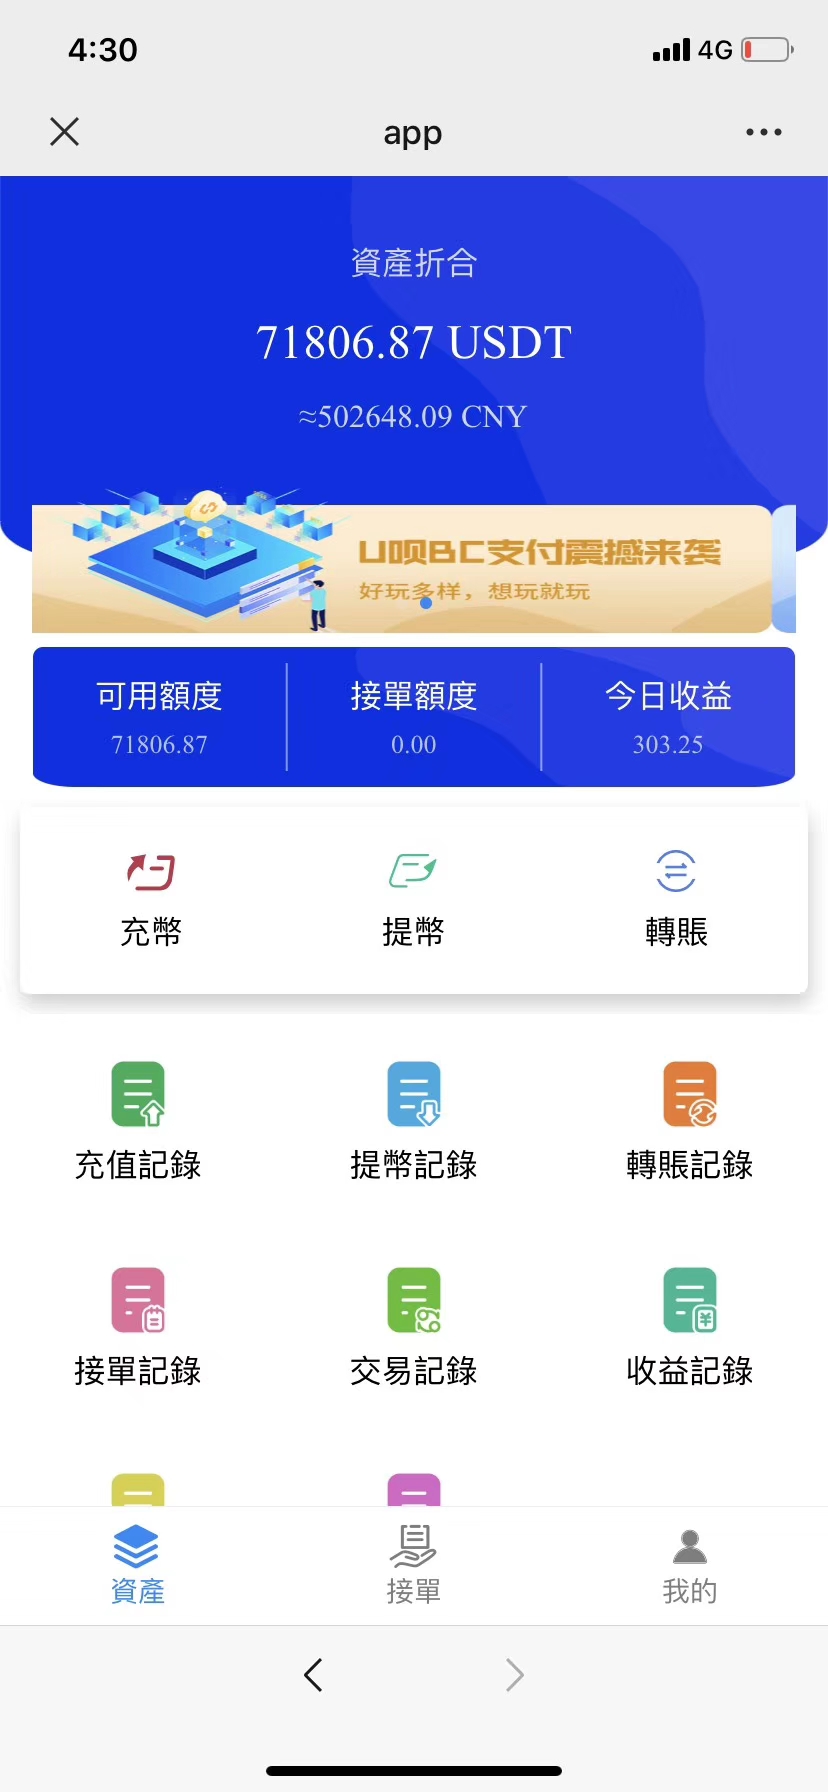 4:30
4G
app
資產折合
71806.87 USDT
≈502648.09 CNY
U呗BC支付震撼来袭
好玩多样，想玩就玩
可用額度 接單額度 今日收益
71806.87 0.00 303.25
充幣 提幣 轉賬
充值記錄 提幣記錄 轉賬記錄
接單記錄 交易記錄 收益記錄
資產 接單 我的